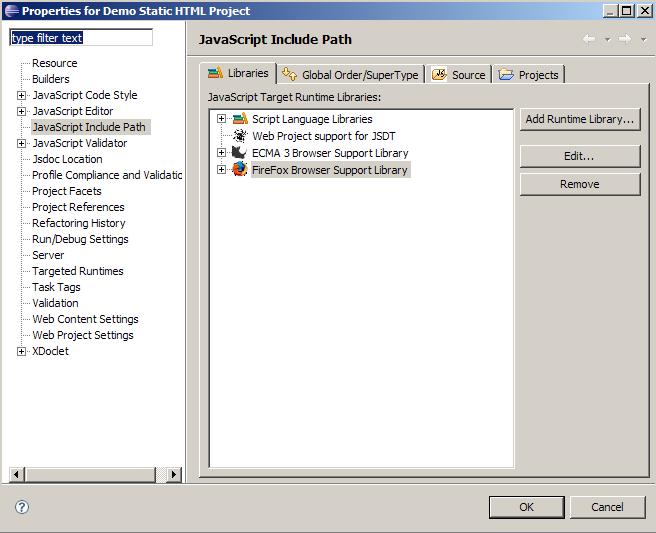 Properties for Demo Static HTML Project
type filter text
Resource
Builders
JavaScript Code Style
JavaScript Editor
JavaScript Include Path
JavaScript Validator
Jsdoc Location
Profile Compliance and Validatic
Project Facets
Project References
Refactoring History
Run/Debug Settings
Server
Targeted Runtimes
Task Tags
Validation
Web Content Settings
Web Project Settings
XDoclet
JavaScript Include Path
Libraries
Global Order/SuperType
Source
Projects
JavaScript Target Runtime Libraries:
Script Language Libraries
Web Project support for JSDT
ECMA 3 Browser Support Library
FireFox Browser Support Library
Add Runtime Library...
Edit...
Remove
OK
Cancel